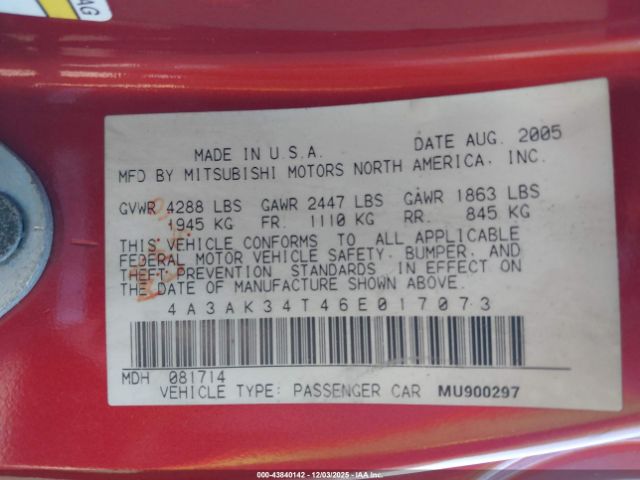 AG
MADE IN U.S.A. DATE AUG. 2005
MFD BY MITSUBISHI MOTORS NORTH AMERICA, INC.
GVWR 4288 LBS GAWR 2447 LBS GAWR 1863 LBS
1945 KG FR. 1110 KG RR. 845 KG
THIS VEHICLE CONFORMS TO ALL APPLICABLE
FEDERAL MOTOR VEHICLE SAFETY, BUMPER, AND
THEFT PREVENTION STANDARDS IN EFFECT ON
THE DATE OF MANUFACTURE SHOWN ABOVE.
4A3AK34T46E017073
MDH 081714
VEHICLE TYPE: PASSENGER CAR MU900297
000-43840142 - 12/03/2025 - IAA Inc.